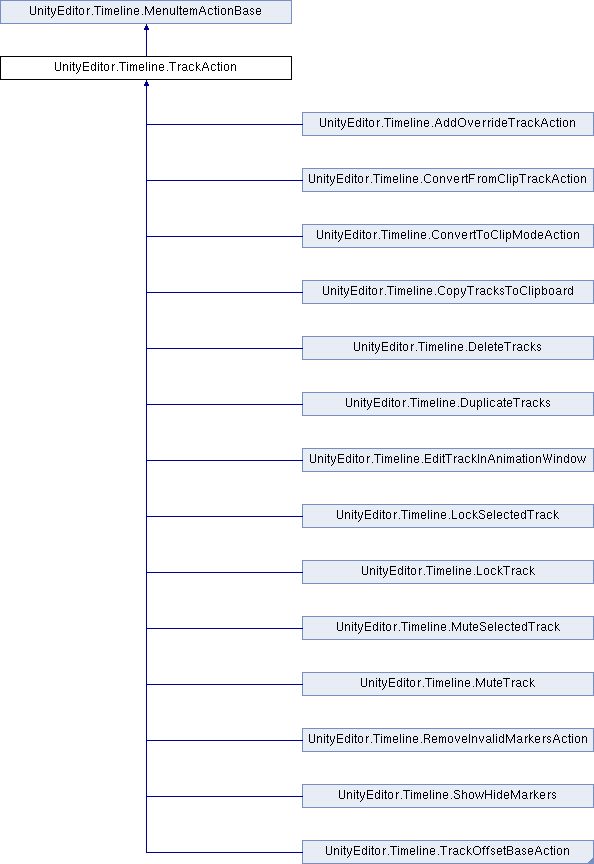 UnityEditor.Timeline.MenuItemActionBase
UnityEditor.Timeline.TrackAction
UnityEditor.Timeline.AddOverrideTrackAction
UnityEditor.Timeline.ConvertFromClipTrackAction
UnityEditor.Timeline.ConvertToClipModeAction
UnityEditor.Timeline.CopyTracksToClipboard
UnityEditor.Timeline.DeleteTracks
UnityEditor.Timeline.DuplicateTracks
UnityEditor.Timeline.EditTrackInAnimationWindow
UnityEditor.Timeline.LockSelectedTrack
UnityEditor.Timeline.LockTrack
UnityEditor.Timeline.MuteSelectedTrack
UnityEditor.Timeline.MuteTrack
UnityEditor.Timeline.RemoveInvalidMarkersAction
UnityEditor.Timeline.ShowHideMarkers
UnityEditor.Timeline.TrackOffsetBaseAction